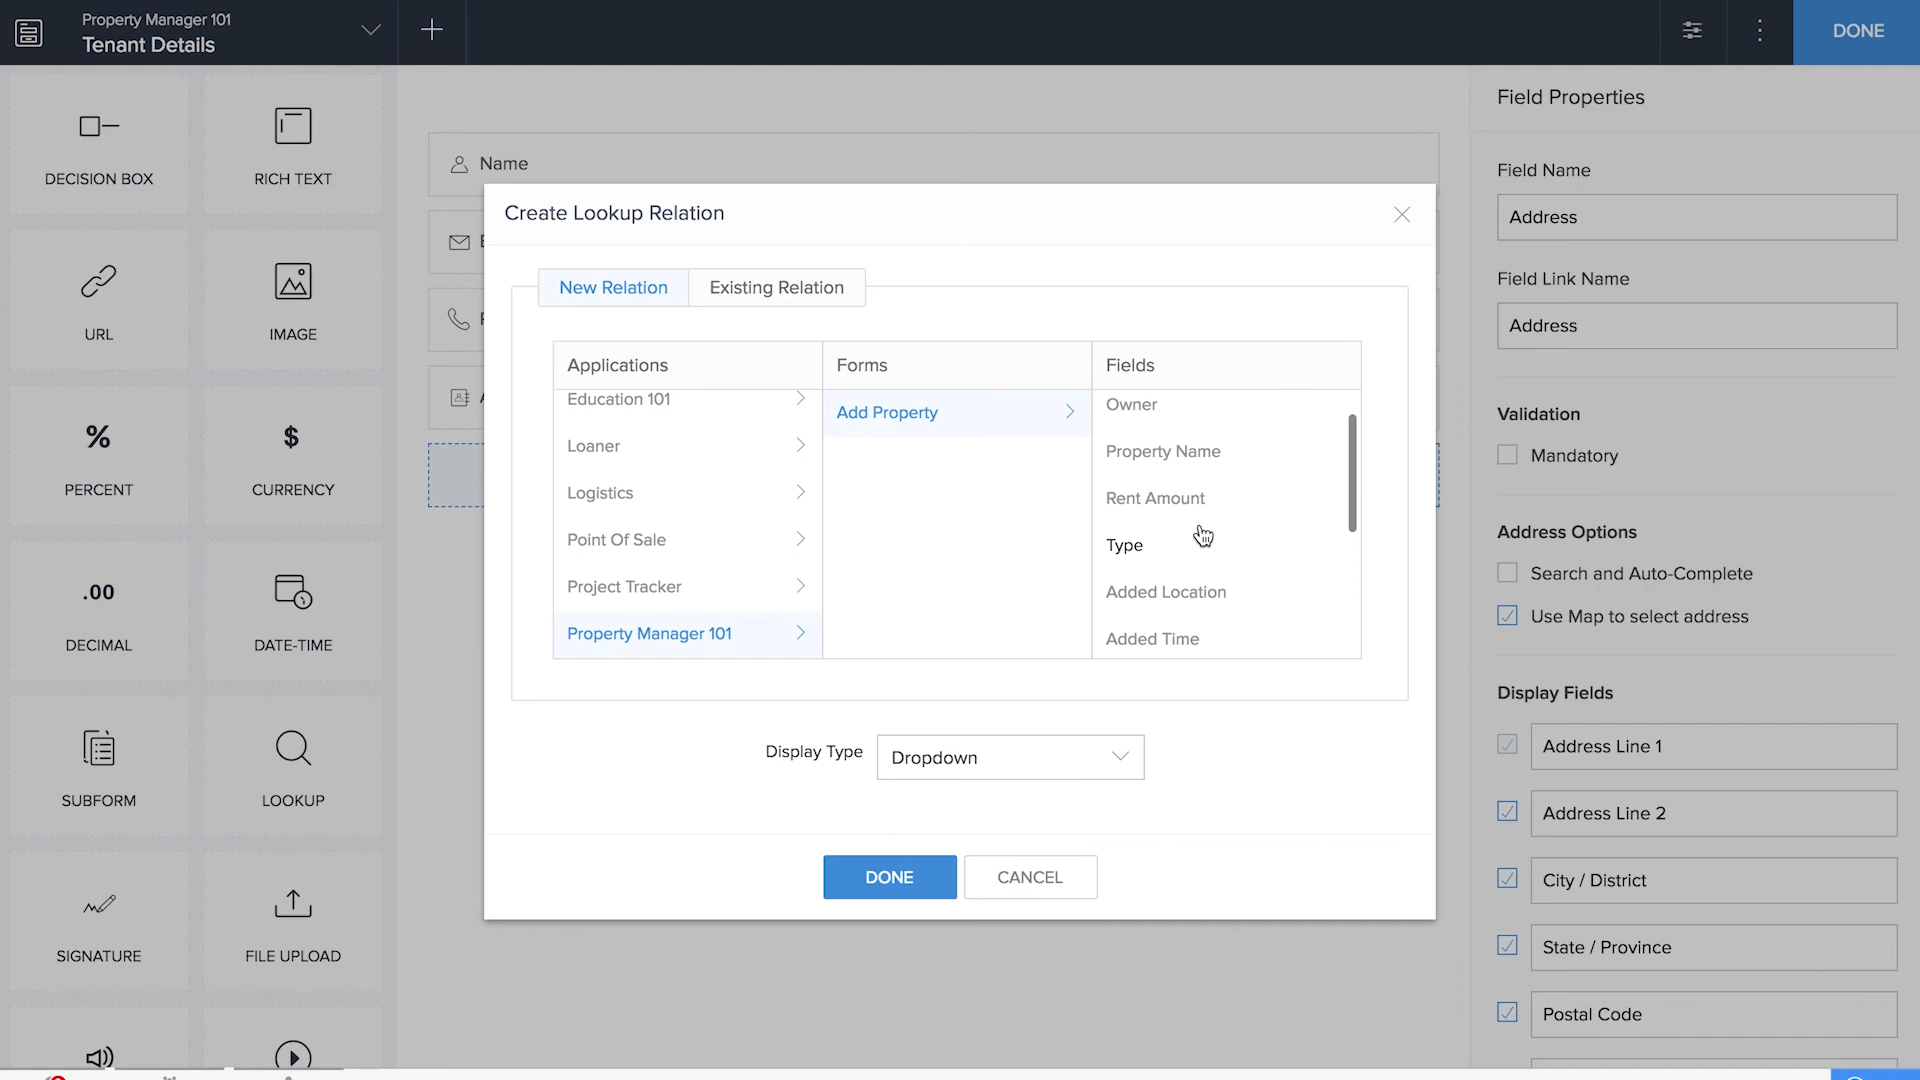 Property Manager 101
Tenant Details
DONE
DECISION BOX
RICH TEXT
URL
IMAGE
%
PERCENT
$
CURRENCY
.00
DECIMAL
DATE-TIME
SUBFORM
LOOKUP
SIGNATURE
FILE UPLOAD
Name
Create Lookup Relation
New Relation
Existing Relation
Applications
Forms
Fields
Education 101
Loaner
Logistics
Point Of Sale
Project Tracker
Property Manager 101
Add Property
Owner
Property Name
Rent Amount
Type
Added Location
Added Time
Display Type
Dropdown
DONE
CANCEL
Field Properties
Field Name
Address
Field Link Name
Address
Validation
Mandatory
Address Options
Search and Auto-Complete
Use Map to select address
Display Fields
Address Line 1
Address Line 2
City / District
State / Province
Postal Code